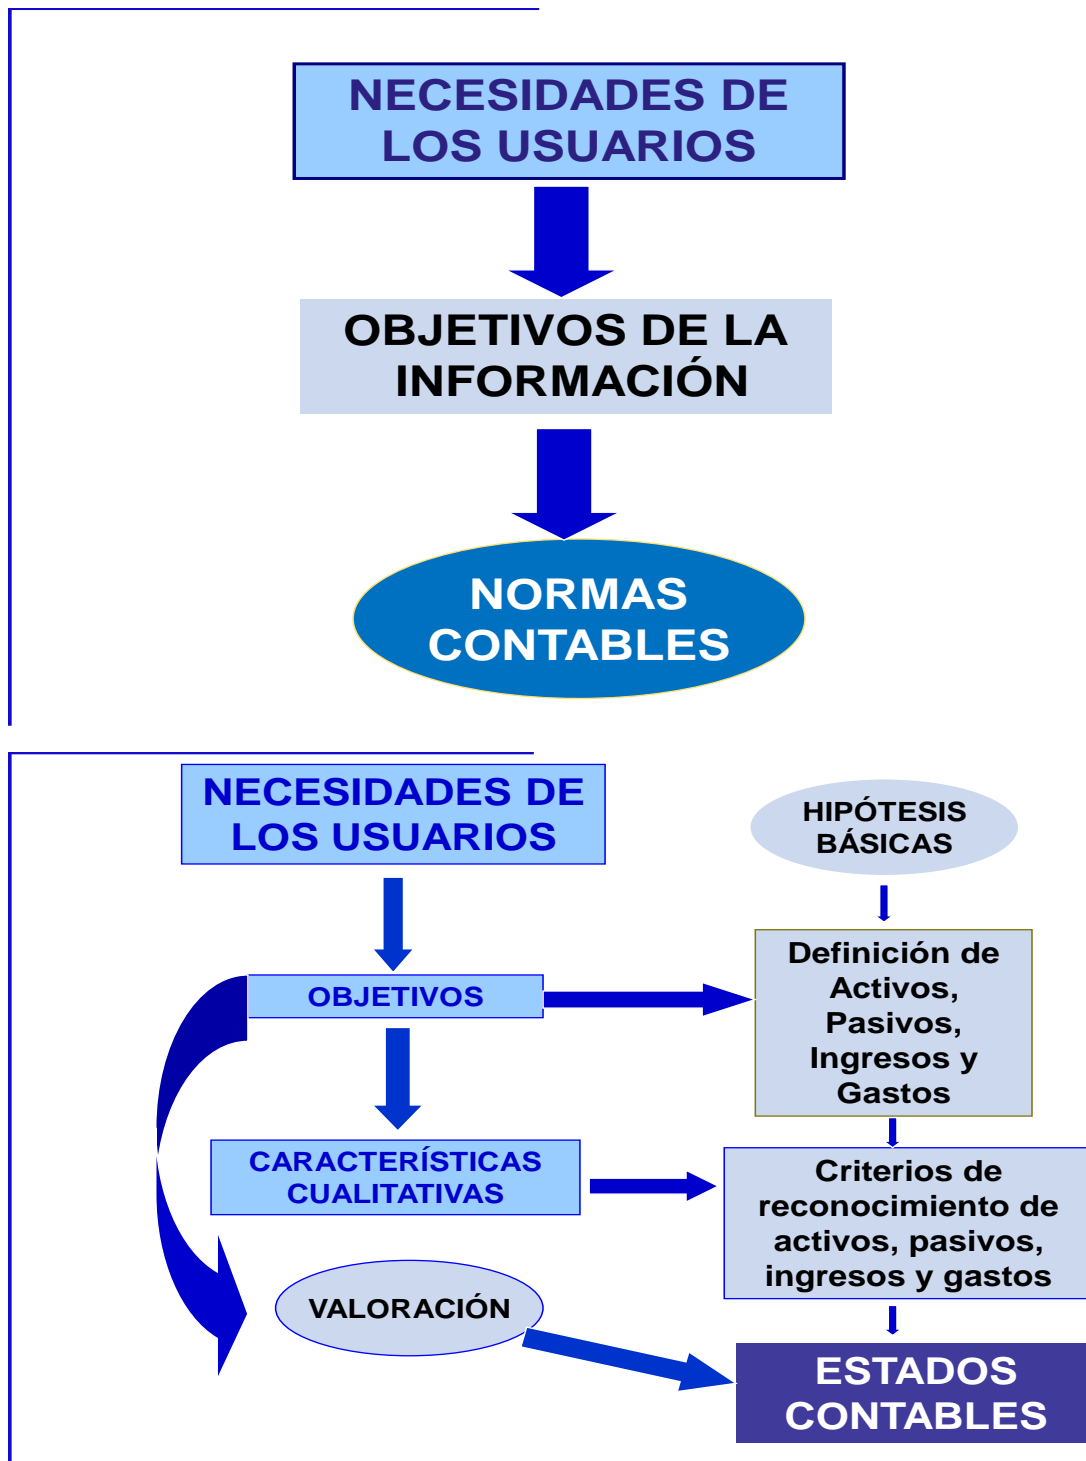 NECESIDADES DE
LOS USUARIOS
OBJETIVOS DE LA
INFORMACIÓN
NORMAS
CONTABLES
NECESIDADES DE
LOS USUARIOS
HIPÓTESIS
BÁSICAS
OBJETIVOS
Definición de
Activos,
Pasivos,
Ingresos y
Gastos
CARACTERÍSTICAS
CUALITATIVAS
Criterios de
reconocimiento de
activos, pasivos,
ingresos y gastos
VALORACIÓN
ESTADOS
CONTABLES